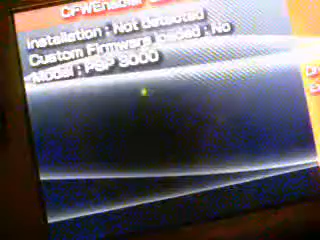 CFWEnabler
Installation : Not detected
Custom Firmware loaded : No
Model : PSP 3000